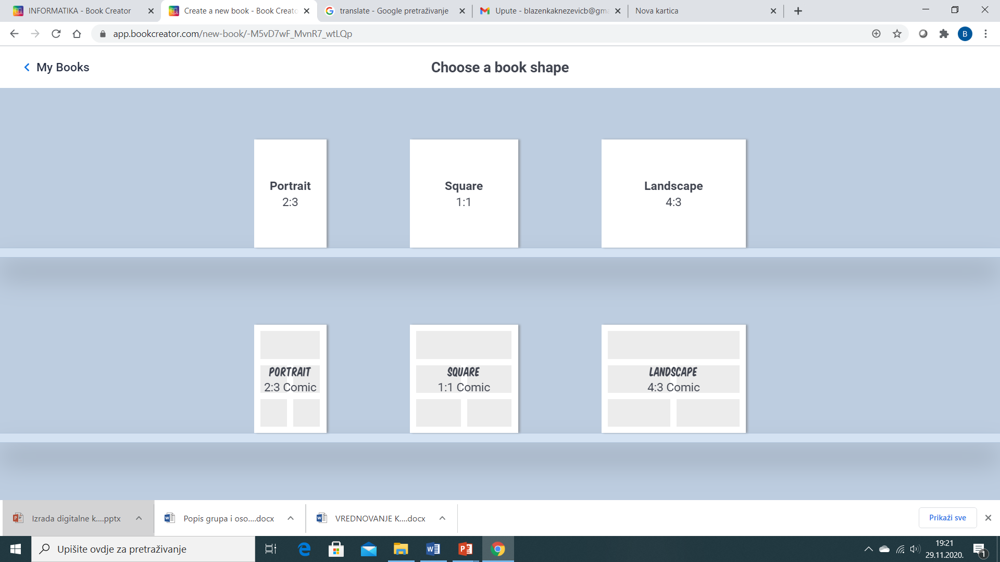 INFORMATIKA - Book Creator
Create a new book - Book Creato
translate - Google pretraživanje
Upute - blazenkaknezevicb@gma
Nova kartica
app.bookcreator.com/new-book/-M5vD7wF_MvnR7_wtLQp
B
My Books
Choose a book shape
Portrait
2:3
Square
1:1
Landscape
4:3
PORTRAIT
2:3 Comic
SQUARE
1:1 Comic
LANDSCAPE
4:3 Comic
Izrada digitalne k....pptx
Popis grupa i oso....docx
VREDNOVANJE K....docx
Prikaži sve
Upišite ovdje za pretraživanje
19:21
29.11.2020.
1